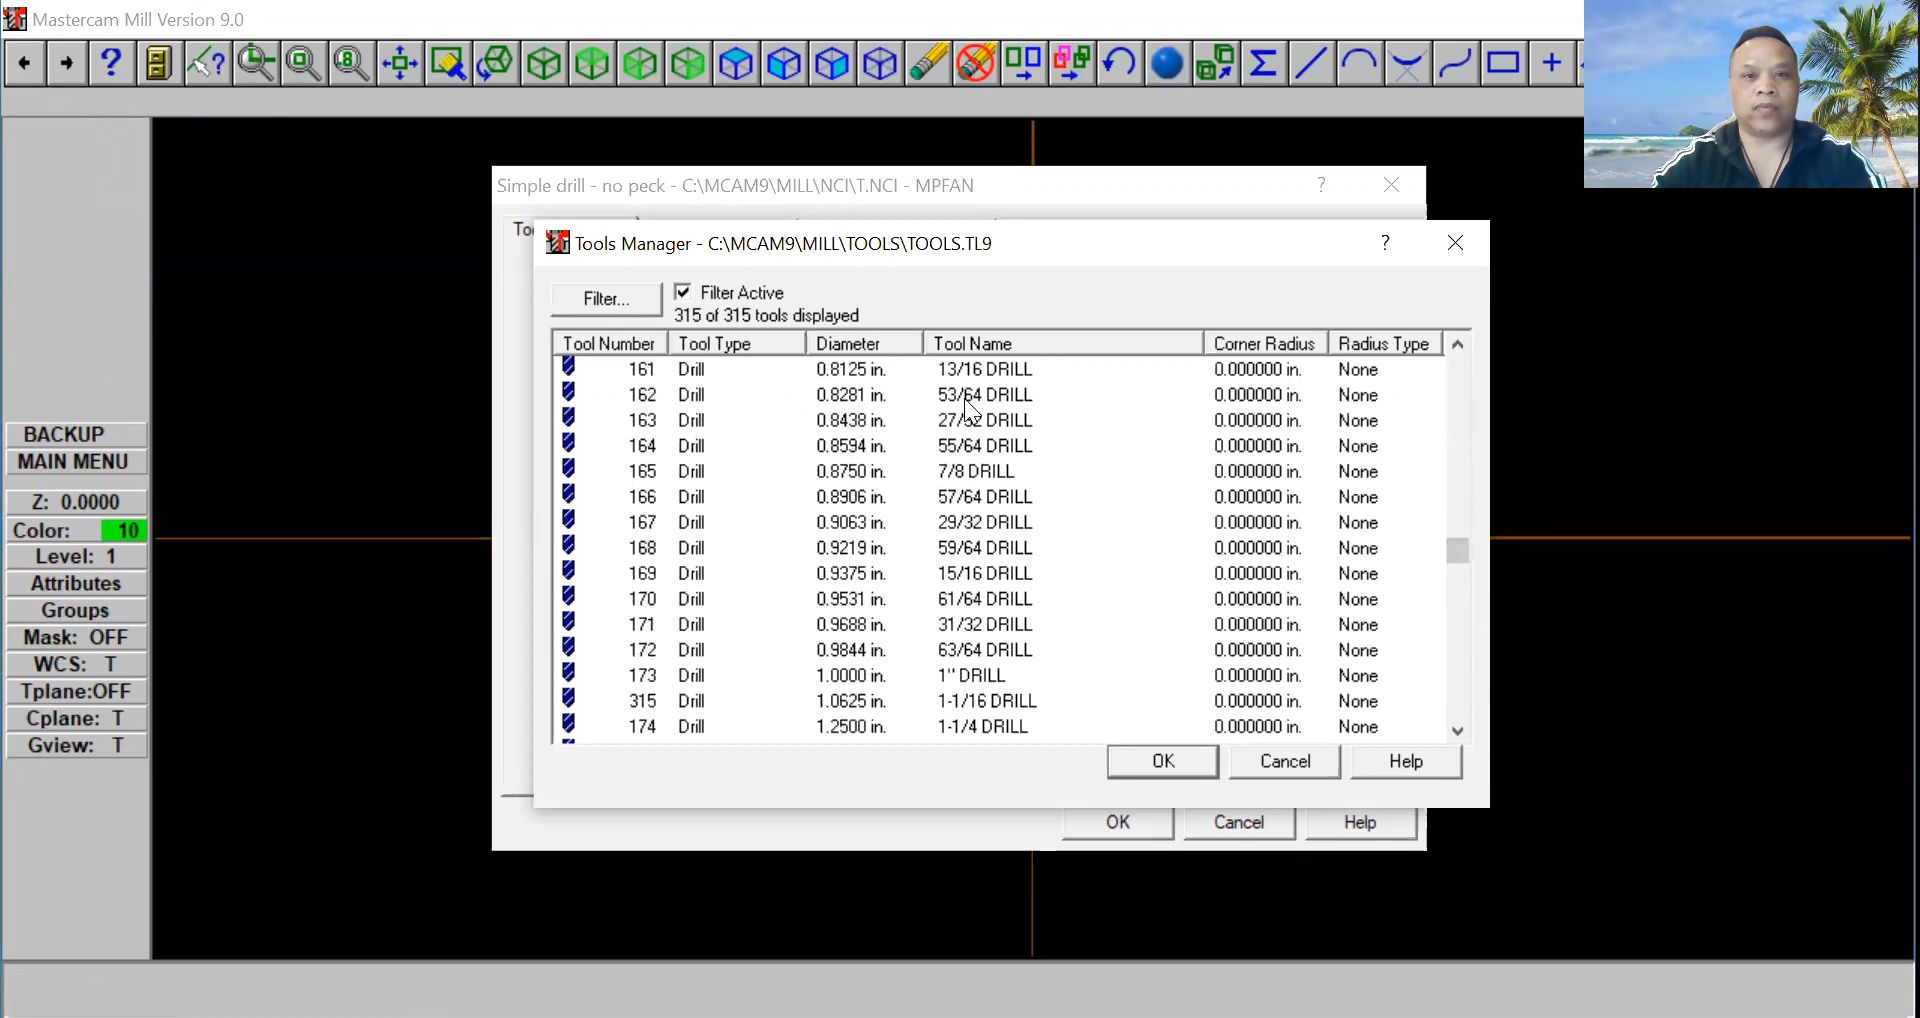 Mastercam Mill Version 9.0
Simple drill - no peck - C:\MCAM9\MILL\NCI\T.NCI - MPFAN
?
Too
Tools Manager - C:\MCAM9\MILL\TOOLS\TOOLS.TL9
?
Filter...
Filter Active
315 of 315 tools displayed
Tool Number Tool Type Diameter Tool Name Corner Radius Radius Type
161 Drill 0.8125 in. 13/16 DRILL 0.000000 in. None
162 Drill 0.8281 in. 53/64 DRILL 0.000000 in. None
163 Drill 0.8438 in. 27/32 DRILL 0.000000 in. None
164 Drill 0.8594 in. 55/64 DRILL 0.000000 in. None
165 Drill 0.8750 in. 7/8 DRILL 0.000000 in. None
166 Drill 0.8906 in. 57/64 DRILL 0.000000 in. None
167 Drill 0.9063 in. 29/32 DRILL 0.000000 in. None
168 Drill 0.9219 in. 59/64 DRILL 0.000000 in. None
169 Drill 0.9375 in. 15/16 DRILL 0.000000 in. None
170 Drill 0.9531 in. 61/64 DRILL 0.000000 in. None
171 Drill 0.9688 in. 31/32 DRILL 0.000000 in. None
172 Drill 0.9844 in. 63/64 DRILL 0.000000 in. None
173 Drill 1.0000 in. 1" DRILL 0.000000 in. None
315 Drill 1.0625 in. 1-1/16 DRILL 0.000000 in. None
174 Drill 1.2500 in. 1-1/4 DRILL 0.000000 in. None
OK Cancel Help
OK Cancel Help
BACKUP
MAIN MENU
Z: 0.0000
Color: 10
Level: 1
Attributes
Groups
Mask: OFF
WCS: T
Tplane:OFF
Cplane: T
Gview: T